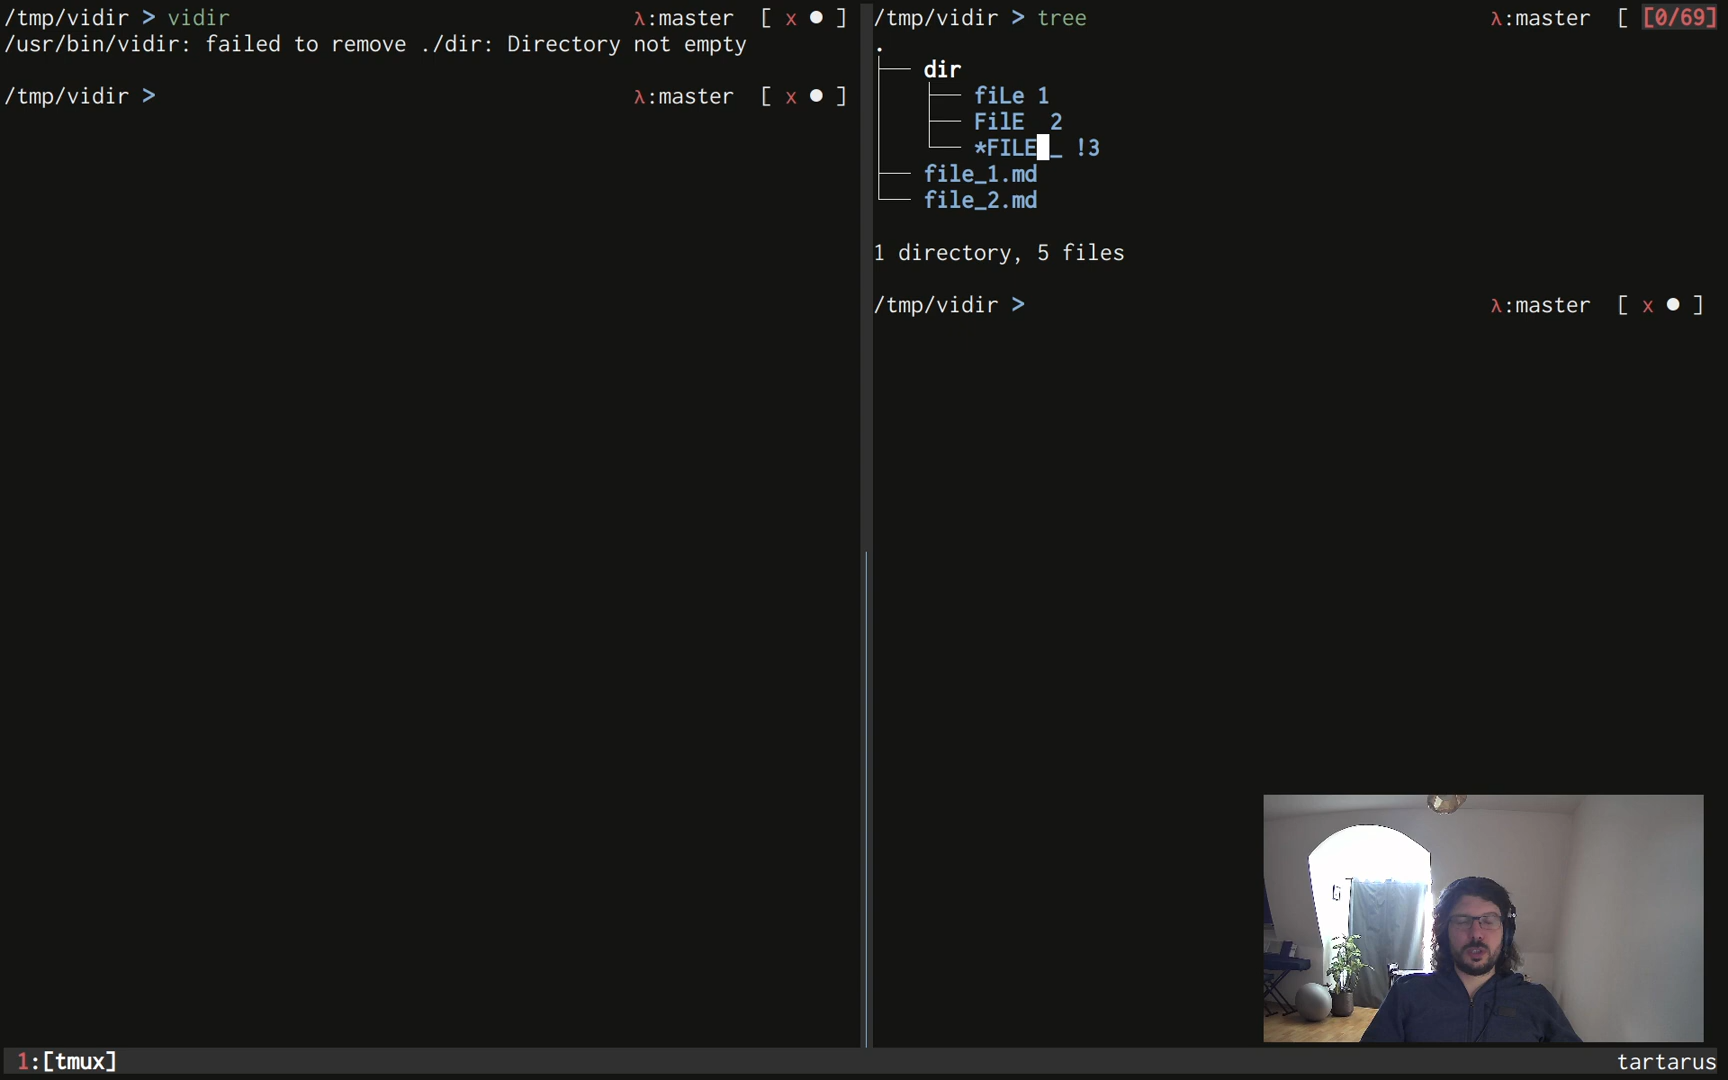 /tmp/vidir > vidir λ:master [ x ● ]
/usr/bin/vidir: failed to remove ./dir: Directory not empty
/tmp/vidir > λ:master [ x ● ]
/tmp/vidir > tree λ:master [ [0/69]
.
dir
fiLe 1
FilE  2
*FILE _ !3
file_1.md
file_2.md
1 directory, 5 files
/tmp/vidir > λ:master [ x ● ]
1:[tmux]
tartarus